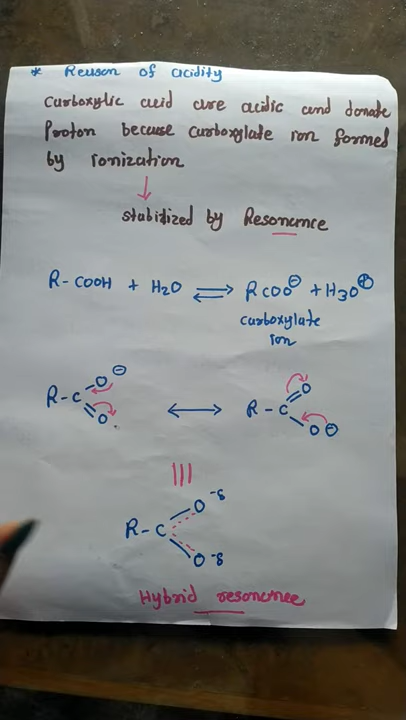 * Reason of acidity
Carboxylic acid are acidic and donate
Proton because carboxylate ion formed
by ionization
↓
stabilized by Resonance
R-COOH + H₂O ⇌ RCOO⊖ + H3O⊕
carboxylate
ion
R-C O⊖ O ↔ R-C O O⊖
|||
R-C O -δ O -δ
Hybrid resonance